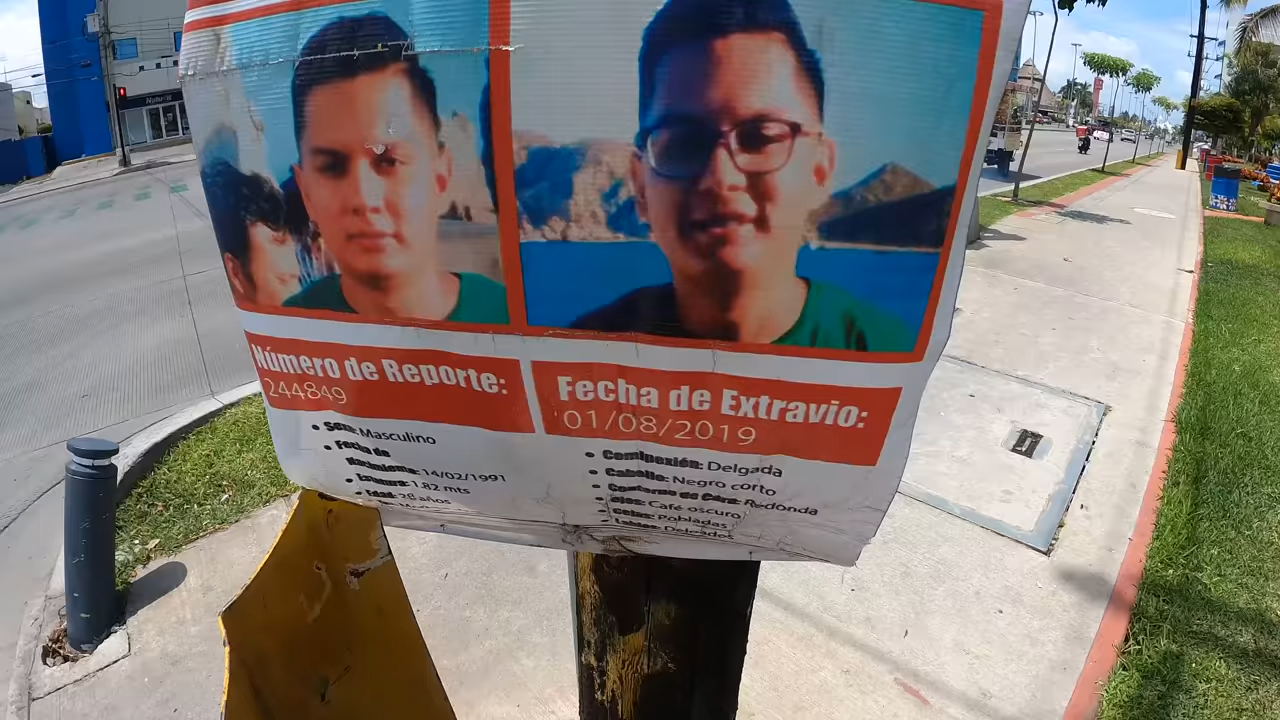 Número de Reporte:
244849
• Sexo: Masculino
• Fecha de
Nacimiento: 14/02/1991
• Estatura: 1.82 mts
• Edad: 28 años
Fecha de Extravio:
01/08/2019
• Complexión: Delgada
• Cabello: Negro corto
• Contorno de Cara: Redonda
• Ojos: Café oscuro
• Cejas: Pobladas
• Labios: Delgados